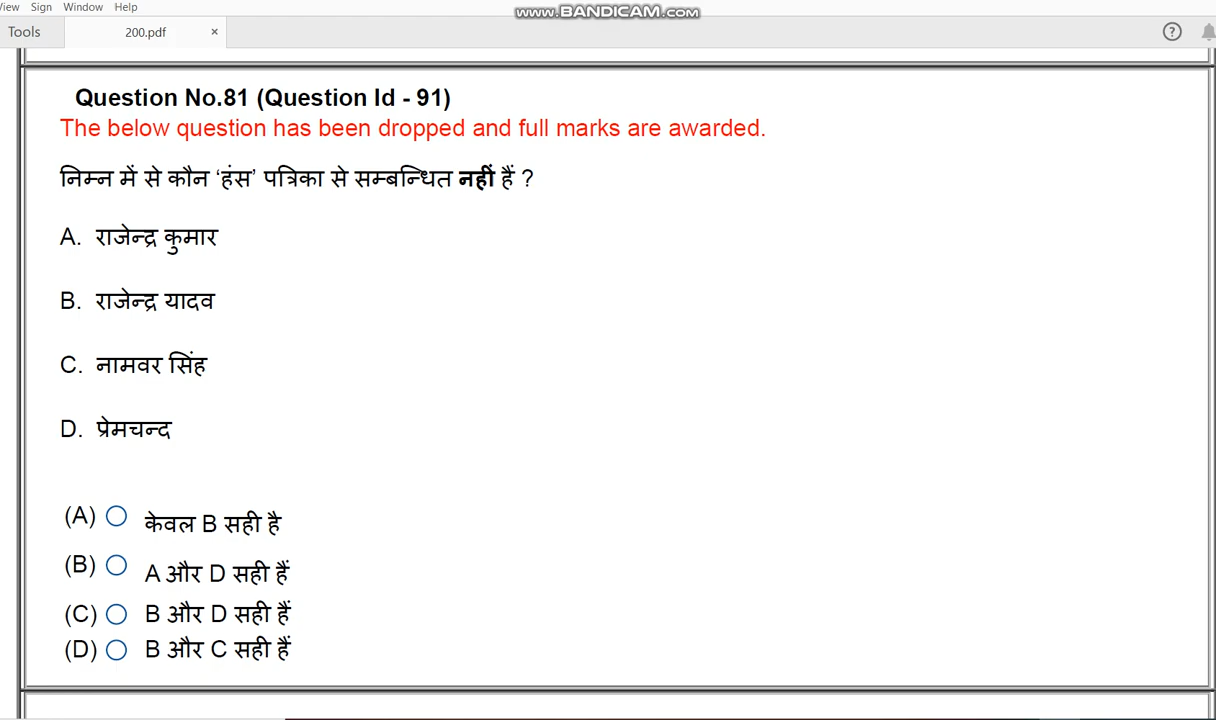 View Sign Window Help
www.BANDICAM.com
Tools 200.pdf × ?
Question No.81 (Question Id - 91)
The below question has been dropped and full marks are awarded.
निम्न में से कौन ‘हंस’ पत्रिका से सम्बन्धित नहीं हैं ?
A. राजेन्द्र कुमार
B. राजेन्द्र यादव
C. नामवर सिंह
D. प्रेमचन्द
(A) केवल B सही है
(B) A और D सही हैं
(C) B और D सही हैं
(D) B और C सही हैं